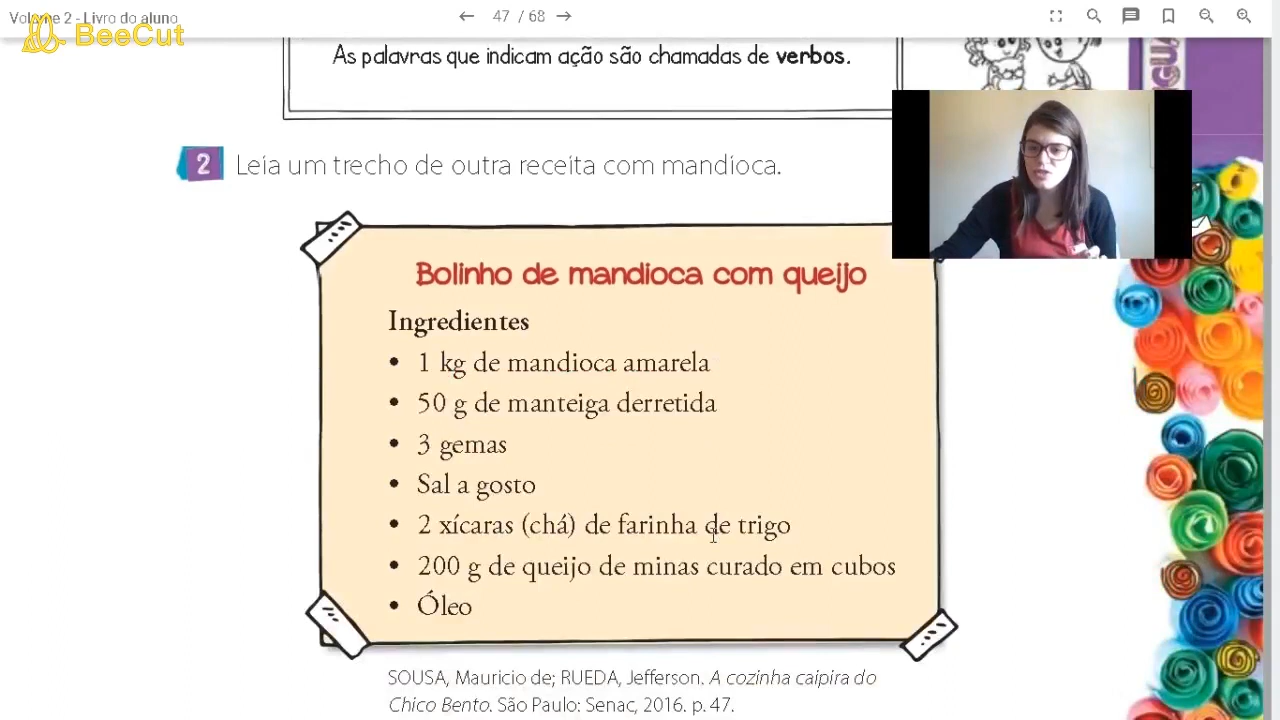 Volume 2 - Livro do aluno
47 / 68
BeeCut
As palavras que indicam ação são chamadas de verbos.
2 Leia um trecho de outra receita com mandioca.
Bolinho de mandioca com queijo
Ingredientes
• 1 kg de mandioca amarela
• 50 g de manteiga derretida
• 3 gemas
• Sal a gosto
• 2 xícaras (chá) de farinha de trigo
• 200 g de queijo de minas curado em cubos
• Óleo
SOUSA, Mauricio de; RUEDA, Jefferson. A cozinha caipira do
Chico Bento. São Paulo: Senac, 2016. p. 47.